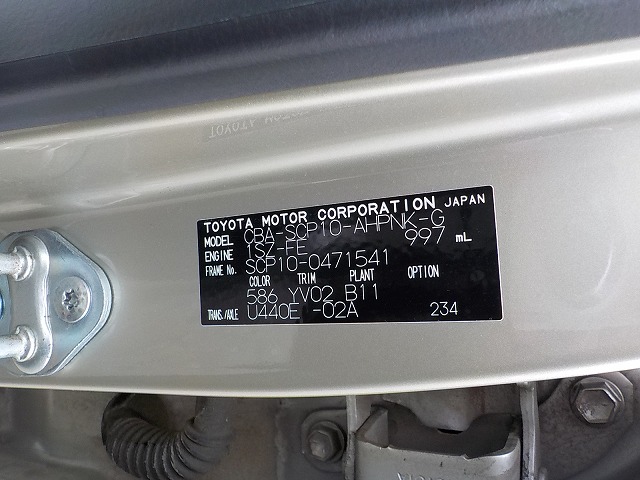 TOYOTA MOTOR CORPORATION JAPAN
MODEL CBA-SCP10-AHPNK-G
ENGINE 1SZ-FE 997 mL
FRAME No. SCP10-0471541
COLOR TRIM PLANT OPTION
586 YV02 B11
TRANS./AXLE U440E -02A 234